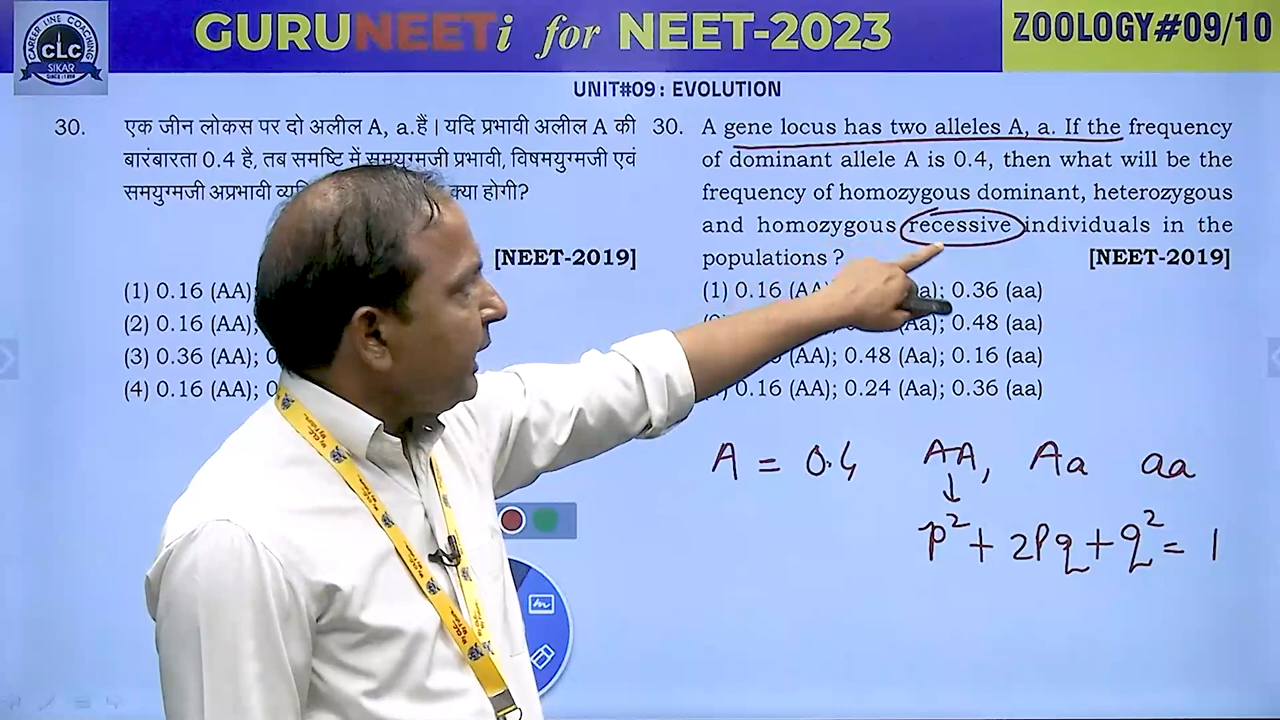 GURUNEETi for NEET-2023
ZOOLOGY#09/10
CAREER LINE COACHING
CLC
SIKAR
SINCE : 1996
UNIT#09 : EVOLUTION
30. एक जीन लोकस पर दो अलील A, a.हैं। यदि प्रभावी अलील A की
बारंबारता 0.4 है, तब समष्टि में समयुग्मजी प्रभावी, विषमयुग्मजी एवं
समयुग्मजी अप्रभावी क्या होगी?
[NEET-2019]
(1) 0.16 (AA)
(2) 0.16 (AA);
(3) 0.36 (AA);
(4) 0.16 (AA);
30. A gene locus has two alleles A, a. If the frequency
of dominant allele A is 0.4, then what will be the
frequency of homozygous dominant, heterozygous
and homozygous recessive individuals in the
populations ?
[NEET-2019]
(1) 0.16 (AA) 0.36 (aa)
(Aa); 0.48 (aa)
(AA); 0.48 (Aa); 0.16 (aa)
0.16 (AA); 0.24 (Aa); 0.36 (aa)
A = 0.4 AA, Aa aa
p² + 2pq + q² = 1